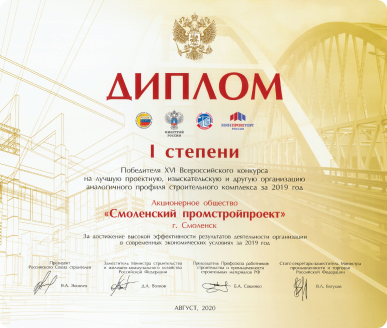 ДИПЛОМ
МИНСТРОЙ
РОССИИ
РОССИИ
I степени
Победителя XVI Всероссийского конкурса
на лучшую проектную, изыскательскую и другую организацию
аналогичного профиля строительного комплекса за 2019 год
Акционерное общество
«Смоленский промстройпроект»
г. Смоленск
За достижение высокой эффективности результатов деятельности организации
в современных экономических условиях за 2019 год
Президент
Российского Союза строителей
Заместитель Министра строительства
и жилищно-коммунального хозяйства
Российской Федерации
Д.А. Волков
Председатель Профсоюза работников
строительства и промышленности
строительных материалов РФ
Статс-секретарь-заместитель Министра
промышленности и торговли
Российской Федерации
АВГУСТ, 2020